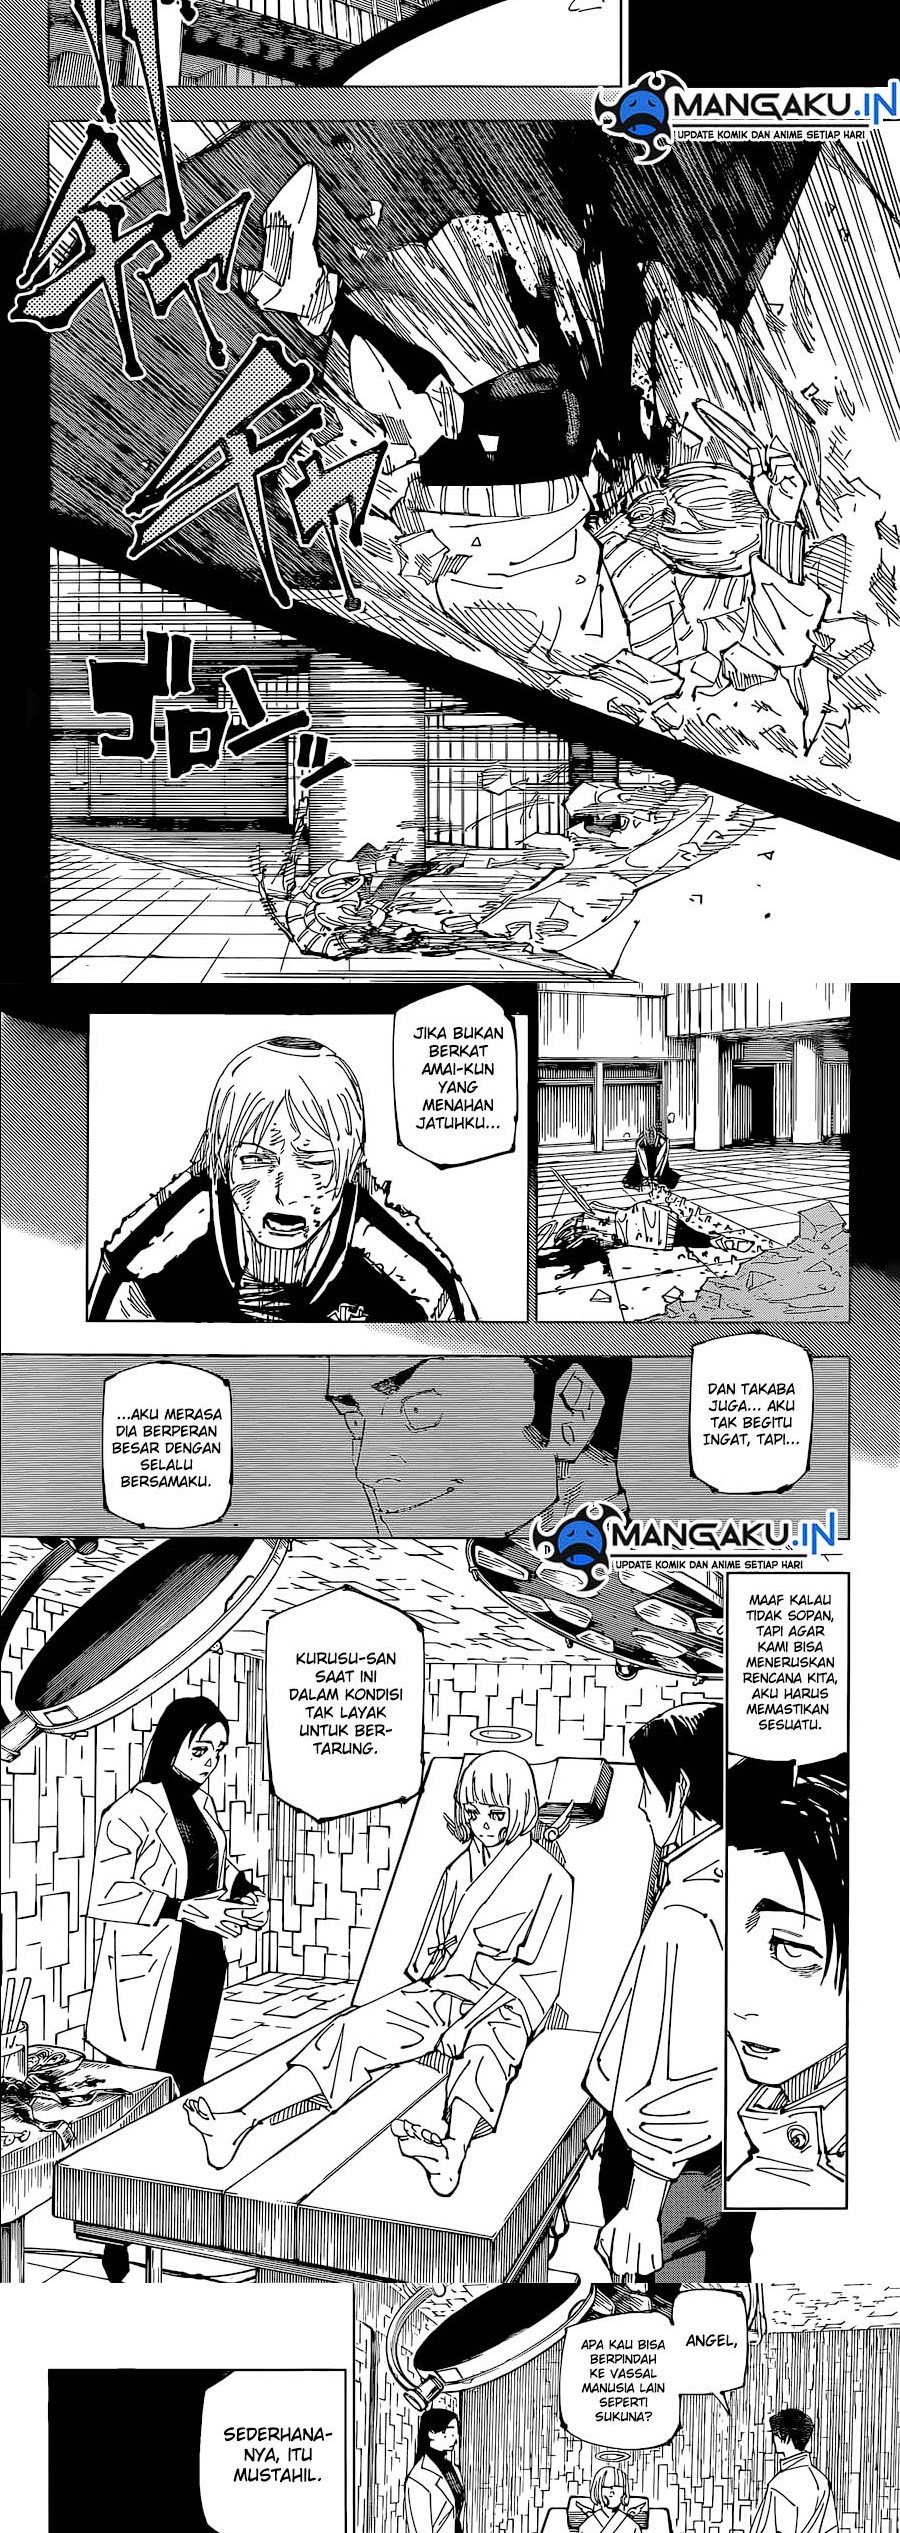 MANGAKU.IN
UPDATE KOMIK DAN ANIME SETIAP HARI
ゴロンッ
JIKA BUKAN
BERKAT
AMAI-KUN
YANG
MENAHAN
JATUHKU...
DAN TAKABA
JUGA... AKU
TAK BEGITU
INGAT, TAPI...
...AKU MERASA
DIA BERPERAN
BESAR DENGAN
SELALU
BERSAMAKU.
MANGAKU.IN
UPDATE KOMIK DAN ANIME SETIAP HARI
MAAF KALAU
TIDAK SOPAN,
TAPI AGAR
KAMI BISA
MENERUSKAN
RENCANA KITA,
AKU HARUS
MEMASTIKAN
SESUATU.
KURUSU-SAN
SAAT INI
DALAM KONDISI
TAK LAYAK
UNTUK BER-
TARUNG.
ANGEL,
APA KAU BISA
BERPINDAH
KE VASSAL
MANUSIA LAIN
SEPERTI
SUKUNA?
SEDERHANA-
NYA, ITU
MUSTAHIL.